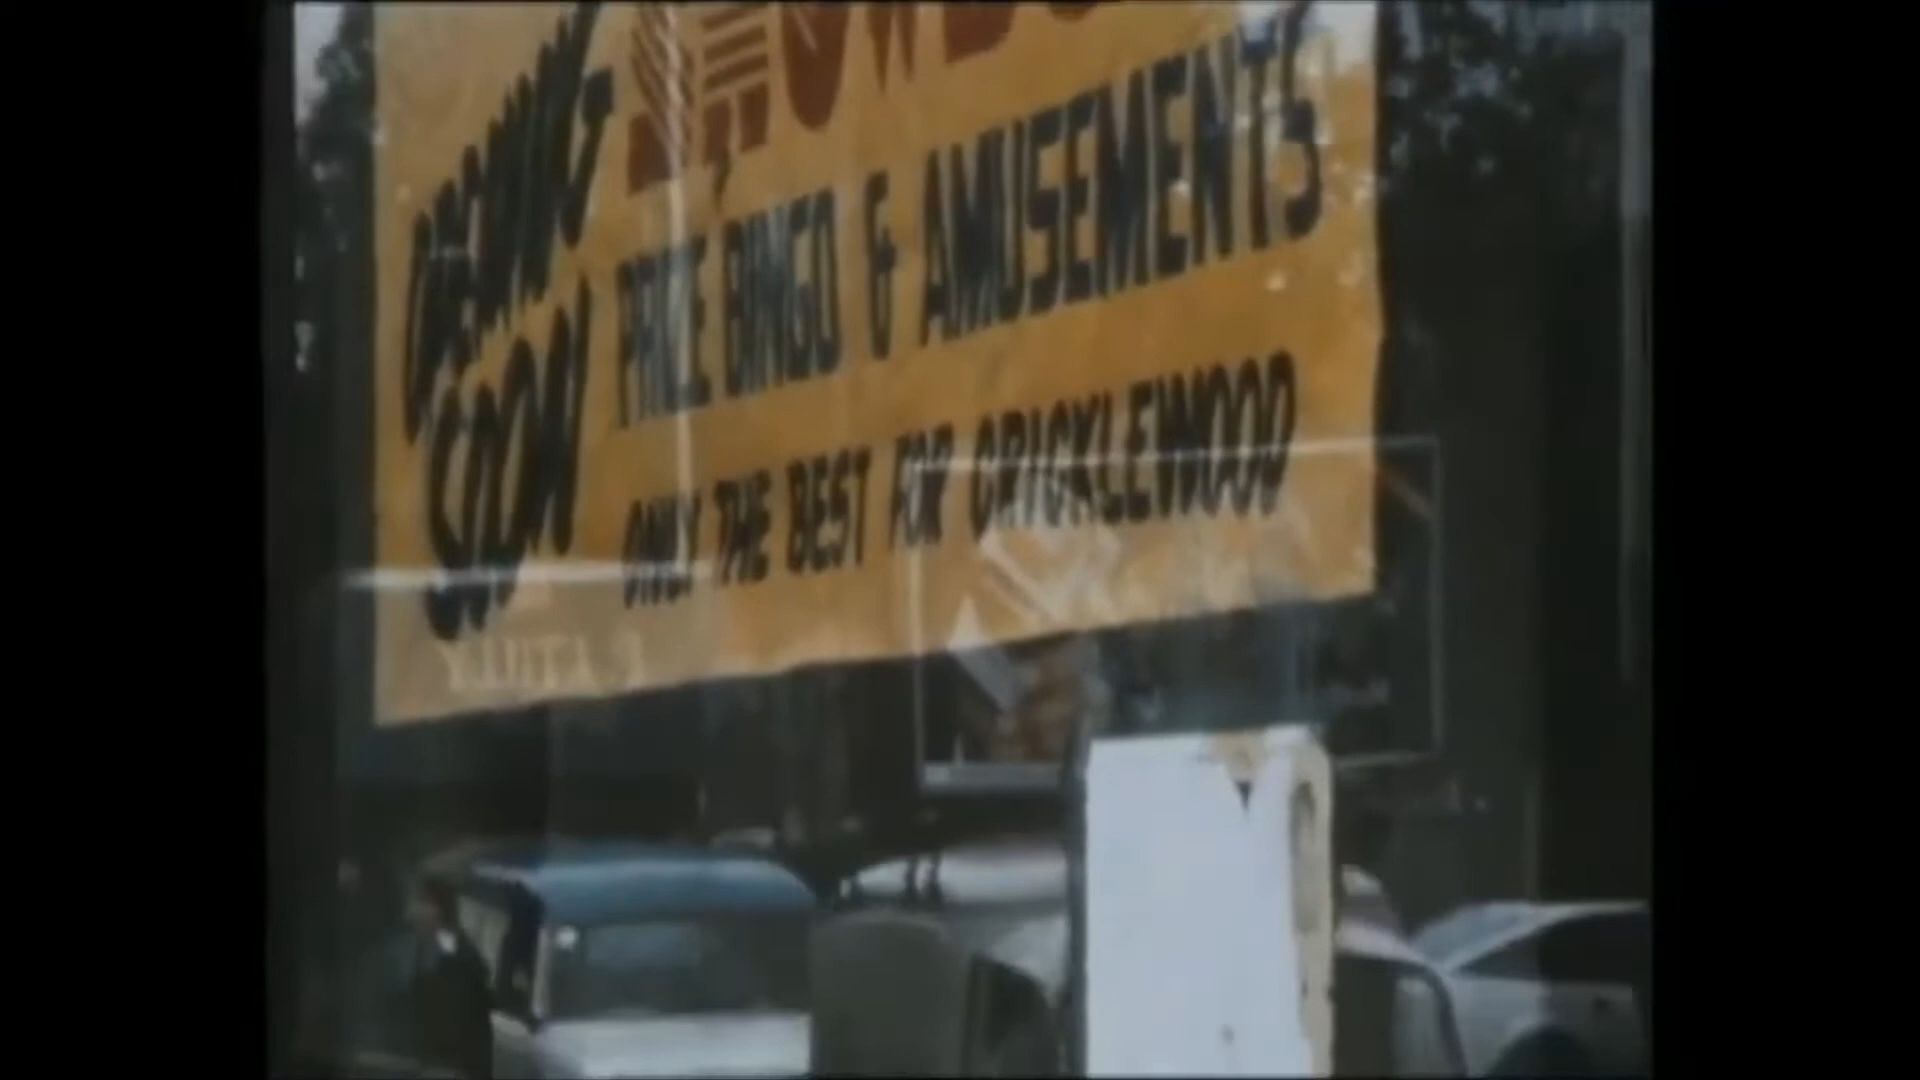 OPENING
SOON
PRIZE BINGO & AMUSEMENTS
ONLY THE BEST FOR CRICKLEWOOD